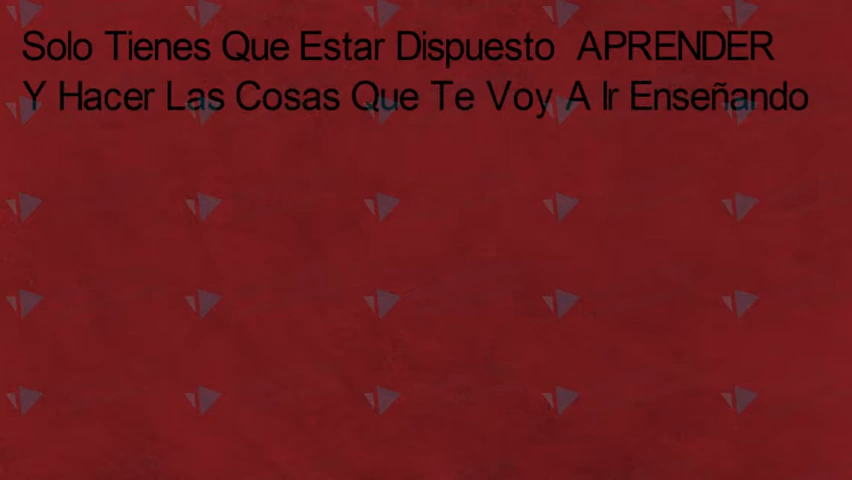 Solo Tienes Que Estar Dispuesto APRENDER
Y Hacer Las Cosas Que Te Voy A Ir Enseñando